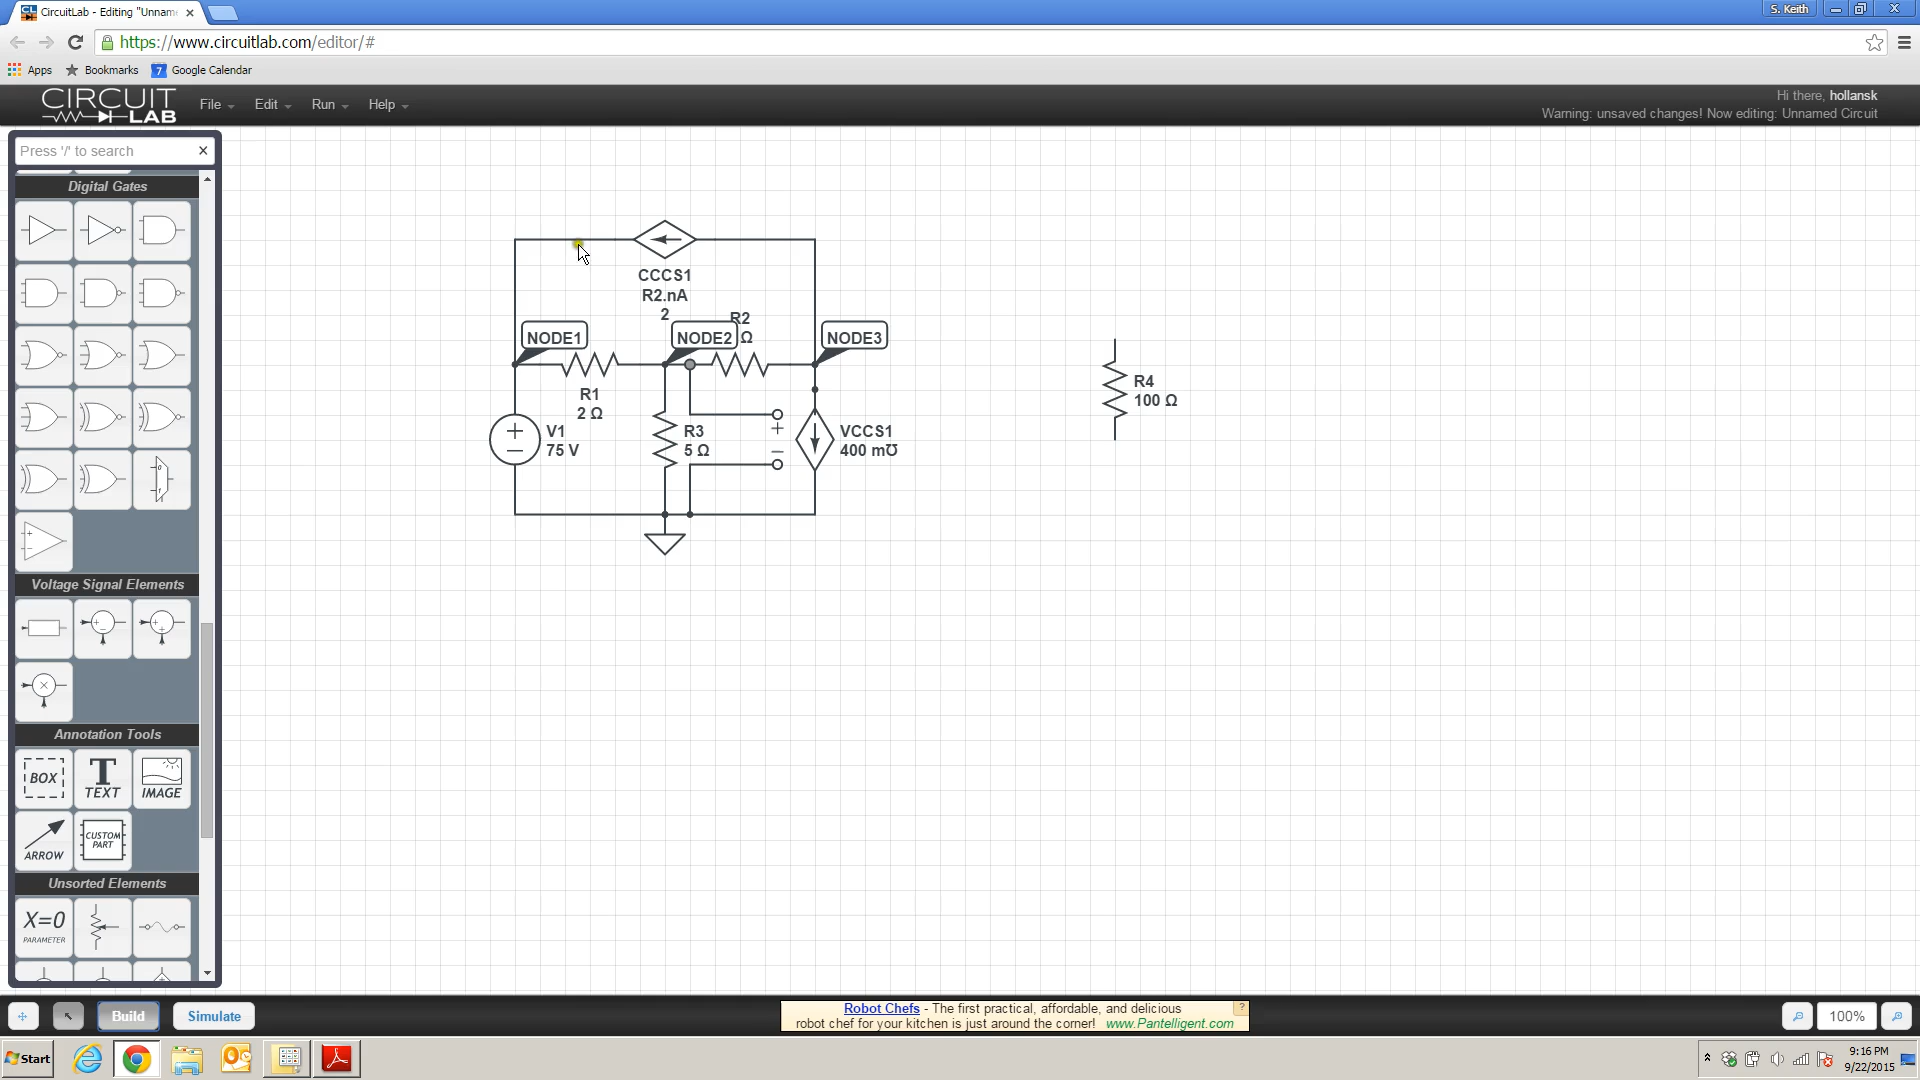 CircuitLab - Editing "Unnam
S. Keith
https://www.circuitlab.com/editor/#
Apps
Bookmarks
7
Google Calendar
CIRCUIT
LAB
File
Edit
Run
Help
Hi there, hollansk
Warning: unsaved changes! Now editing: Unnamed Circuit
Press '/' to search
Digital Gates
Voltage Signal Elements
Annotation Tools
BOX
T
TEXT
IMAGE
ARROW
CUSTOM
PART
Unsorted Elements
X=0
PARAMETER
CCCS1
R2.nA
2
R2
Ω
NODE1
NODE2
NODE3
R1
2 Ω
V1
75 V
R3
5 Ω
VCCS1
400 m℧
R4
100 Ω
Build
Simulate
Robot Chefs - The first practical, affordable, and delicious
robot chef for your kitchen is just around the corner! www.Pantelligent.com
?
100%
Start
9:16 PM
9/22/2015